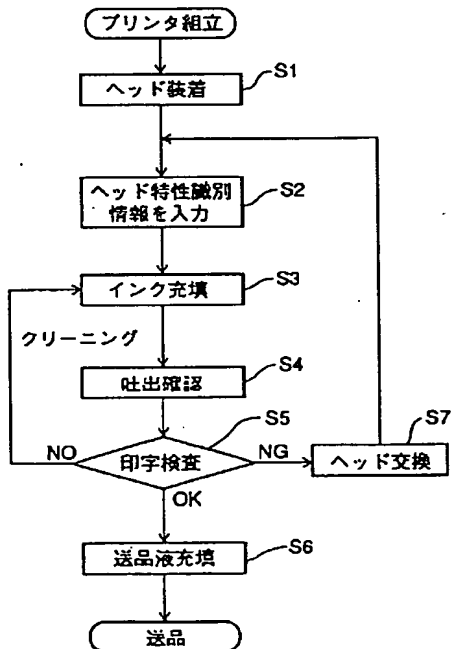 プリンタ組立
S1
ヘッド装着
ヘッド特性識別
情報を入力
S2
S3
インク充填
クリーニング
S4
吐出確認
S5
S7
NO
印字検査
NG
ヘッド交換
OK
送品液充填
S6
送品